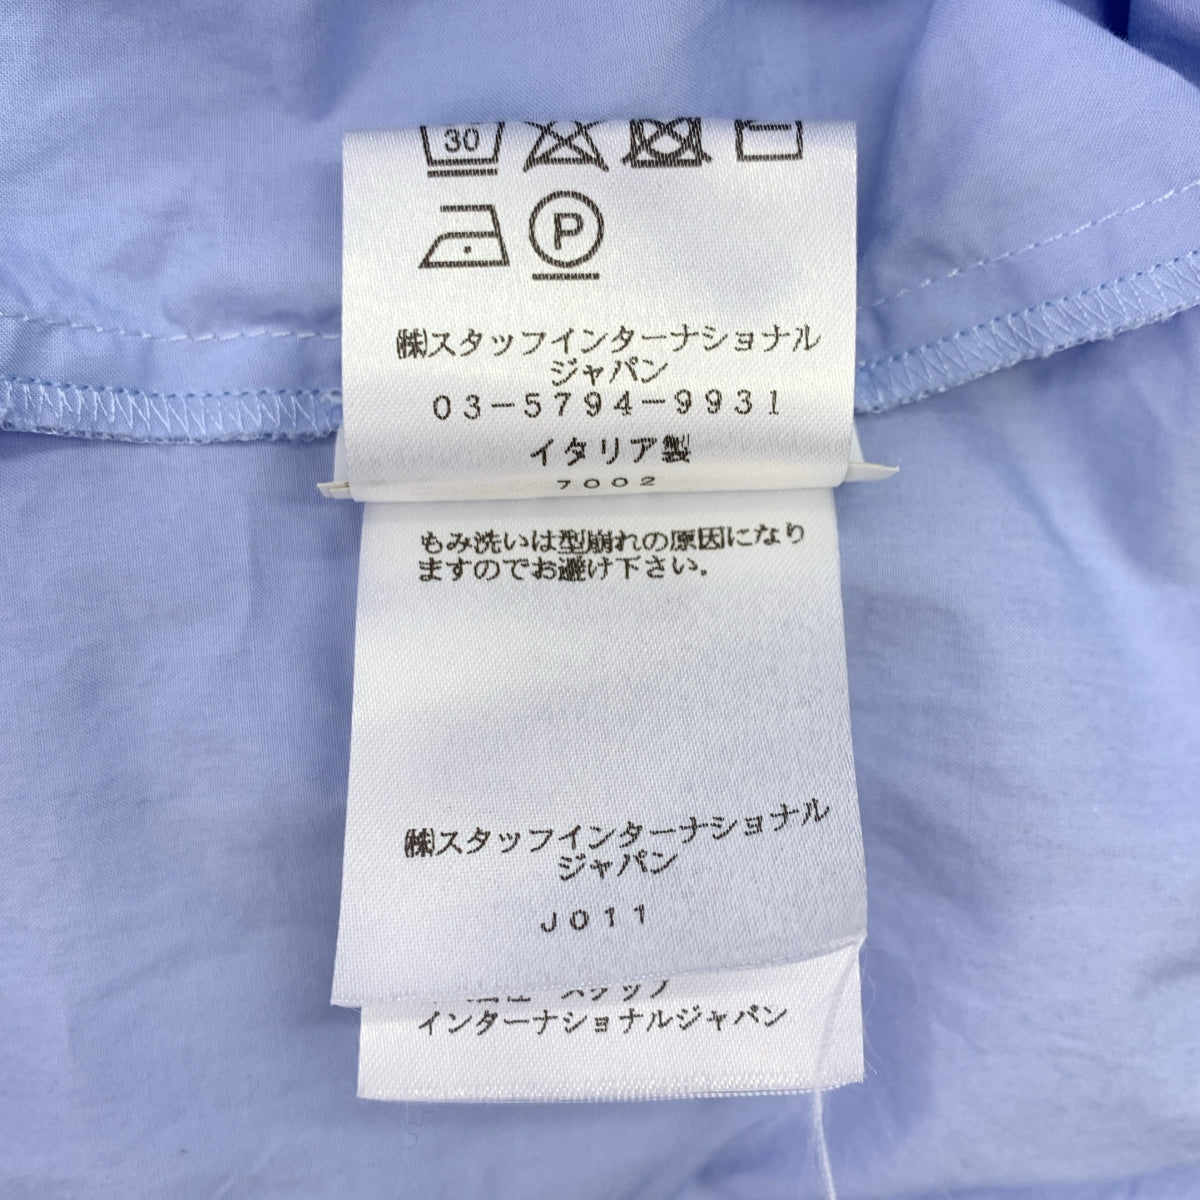 30
P
㈱スタッフインターナショナル
ジャパン
03-5794-9931
イタリア製
7002
もみ洗いは型崩れの原因になり
ますのでお避け下さい。
㈱スタッフインターナショナル
ジャパン
J011
スタッフ
インターナショナルジャパン